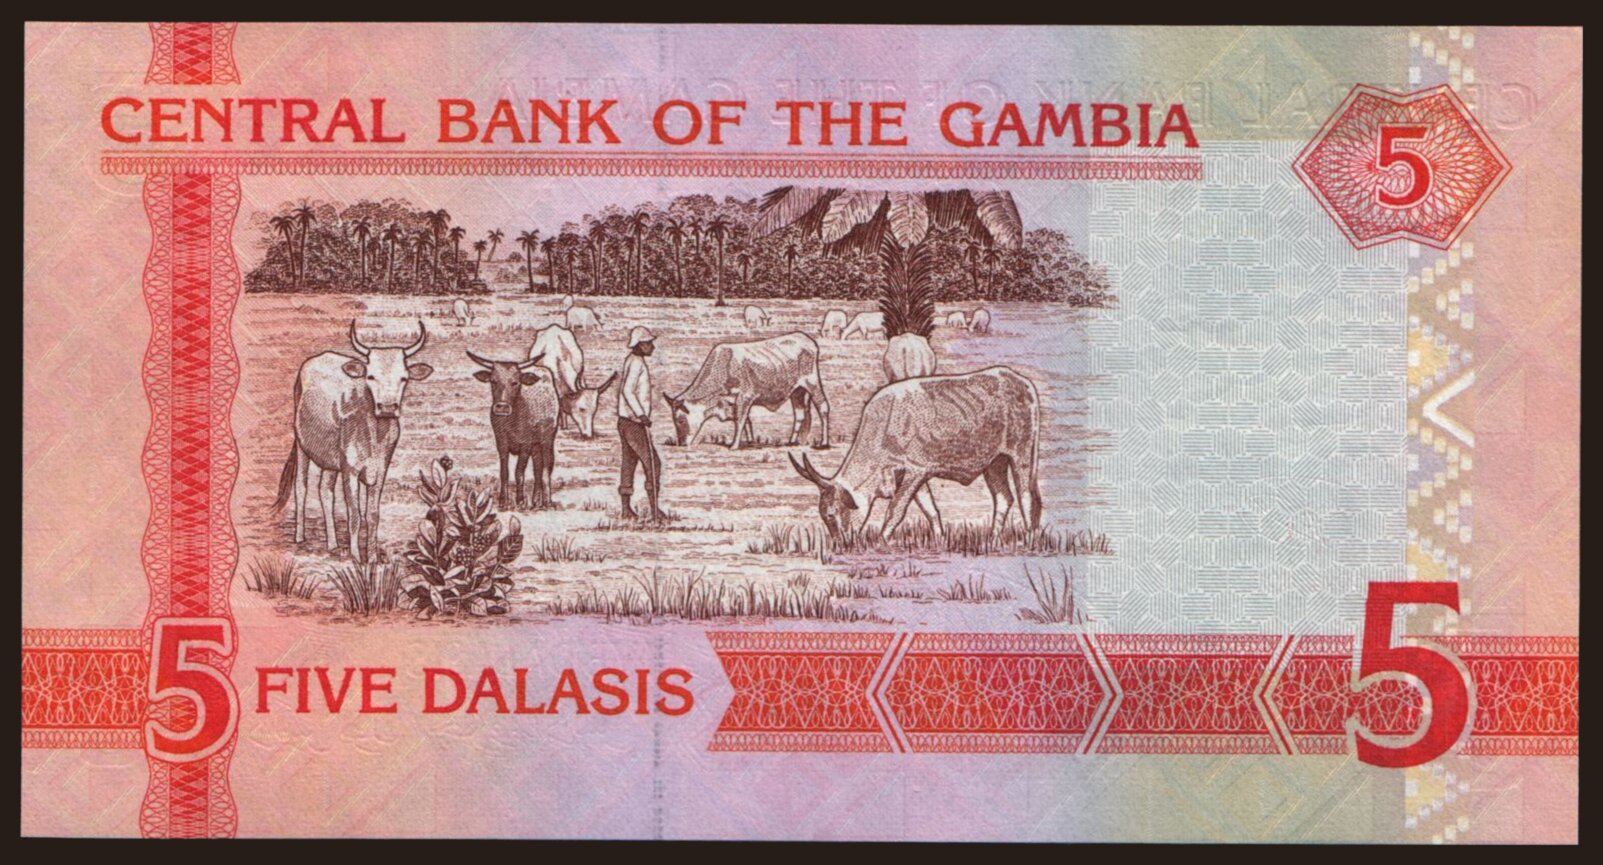 CENTRAL BANK OF THE GAMBIA
5
5 FIVE DALASIS
5